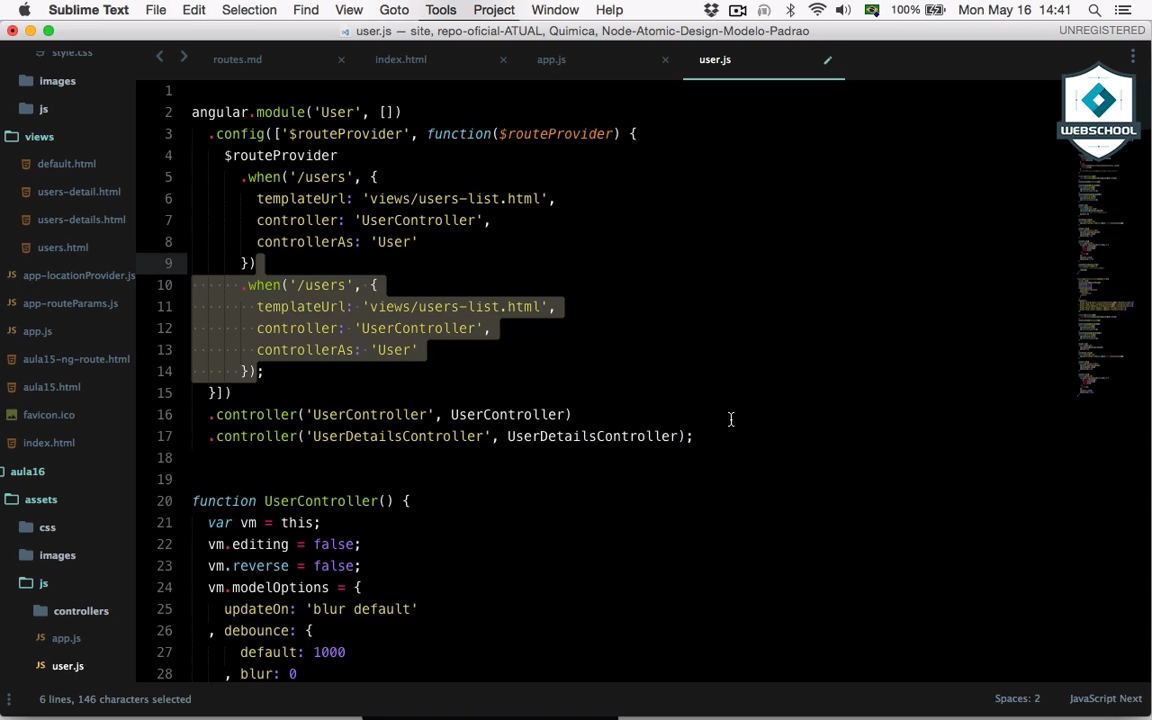 Sublime Text File Edit Selection Find View Goto Tools Project Window Help 100% Mon May 16 14:41
user.js — site, repo-oficial-ATUAL, Quimica, Node-Atomic-Design-Modelo-Padrao UNREGISTERED
style.css
images
js
views
default.html
users-detail.html
users-details.html
users.html
JS app-locationProvider.js
JS app-routeParams.js
JS app.js
aula15-ng-route.html
aula15.html
favicon.ico
index.html
aula16
assets
css
images
js
controllers
JS app.js
JS user.js
routes.md × index.html × app.js × user.js
WEBSCHOOL
1
2 angular.module('User', [])
3 .config(['$routeProvider', function($routeProvider) {
4 $routeProvider
5 .when('/users', {
6 templateUrl: 'views/users-list.html',
7 controller: 'UserController',
8 controllerAs: 'User'
9 })
10 .when('/users', {
11 templateUrl: 'views/users-list.html',
12 controller: 'UserController',
13 controllerAs: 'User'
14 });
15 }])
16 .controller('UserController', UserController)
17 .controller('UserDetailsController', UserDetailsController);
18
19
20 function UserController() {
21 var vm = this;
22 vm.editing = false;
23 vm.reverse = false;
24 vm.modelOptions = {
25 updateOn: 'blur default'
26 , debounce: {
27 default: 1000
28 , blur: 0
6 lines, 146 characters selected Spaces: 2 JavaScript Next